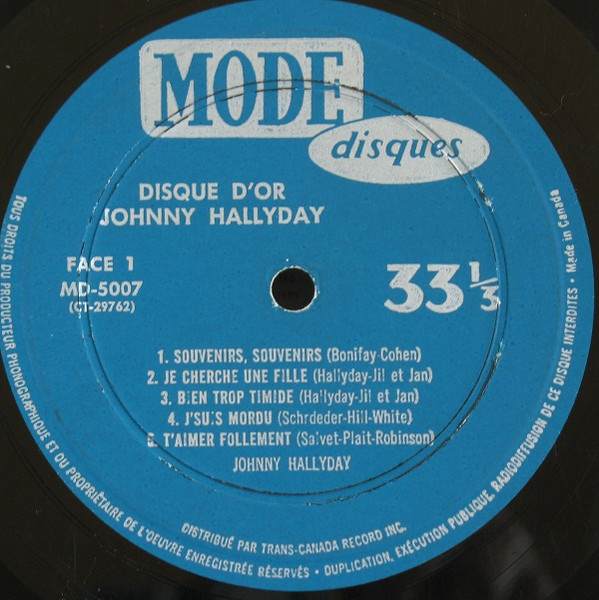 MODE
disques
DISQUE D'OR
JOHNNY HALLYDAY
FACE 1
MD-5007
(CT-29762)
33 1/3
1. SOUVENIRS, SOUVENIRS (Bonifay-Cohen)
2. JE CHERCHE UNE FILLE (Hallyday-Jil et Jan)
3. BIEN TROP TIMIDE (Hallyday-Jil et Jan)
4. J'SUIS MORDU (Schrdeder-Hill-White)
5. T'AIMER FOLLEMENT (Salvet-Plait-Robinson)
JOHNNY HALLYDAY
DISTRIBUÉ PAR TRANS-CANADA RECORD INC.
TOUS DROITS DU PRODUCTEUR PHONOGRAPHIQUE ET DU PROPRIÉTAIRE DE L'OEUVRE ENREGISTRÉE RÉSERVÉS • DUPLICATION, EXÉCUTION PUBLIQUE, RADIODIFFUSION DE CE DISQUE INTERDITES • Made in Canada